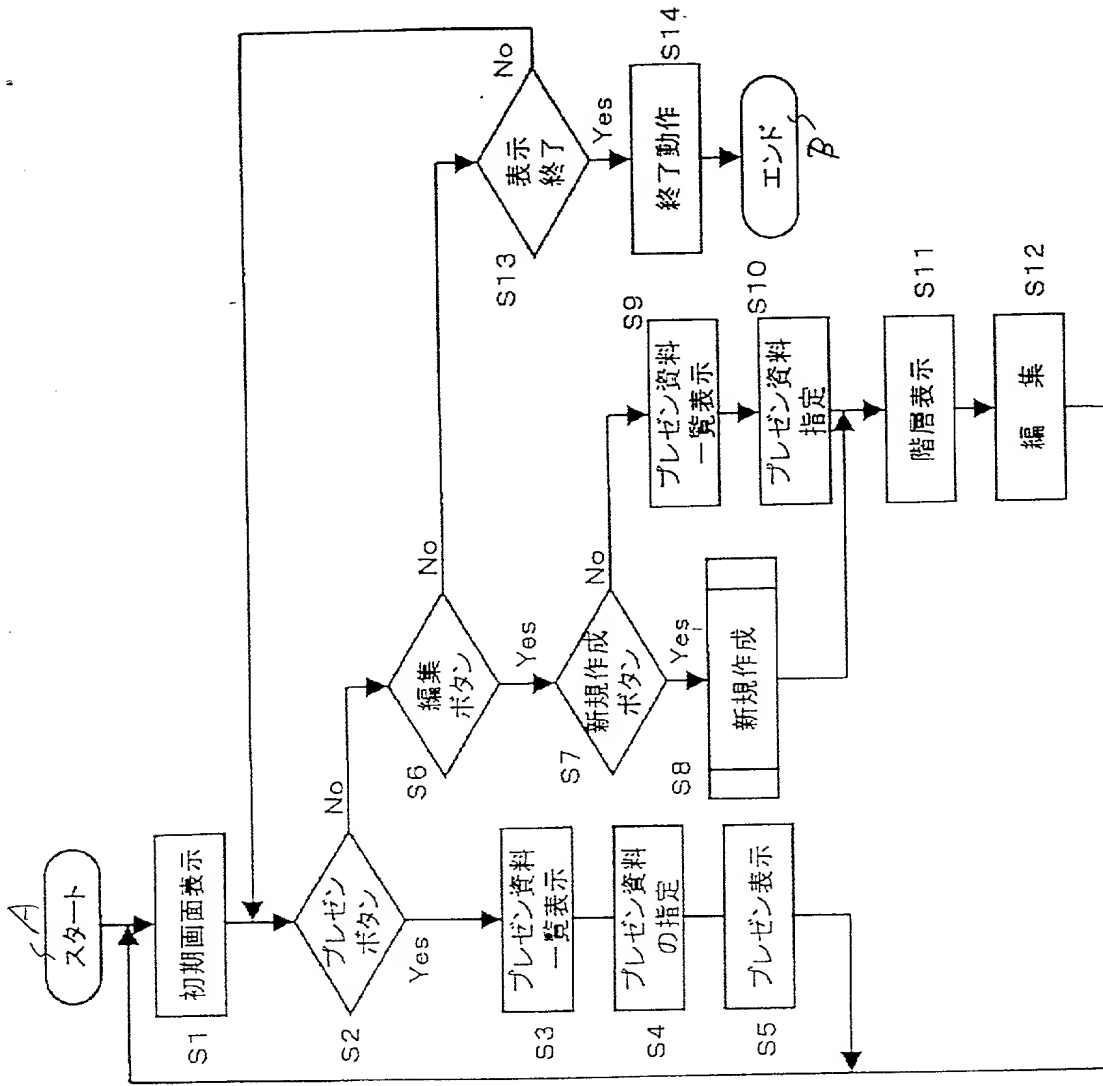 A
スタート
初期画面表示
S1
プレゼン
ボタン
S2
No
Yes
プレゼン資料
一覧表示
S3
プレゼン資料
の指定
S4
プレゼン表示
S5
編集
ボタン
S6
No
Yes
新規作成
ボタン
S7
No
Yes
新規作成
S8
プレゼン資料
一覧表示
S9
プレゼン資料
指定
S10
階層表示
S11
編 集
S12
表示
終了
S13
No
Yes
終了動作
S14
エンド
B